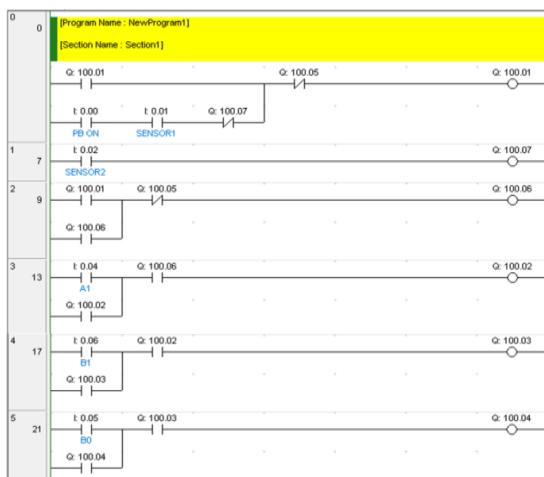 0
0
[Program Name : NewProgram1]
[Section Name : Section1]
Q: 100.01 Q: 100.05 Q: 100.01
I: 0.00 I: 0.01 Q: 100.07
PB ON SENSOR1
1
7
I: 0.02 Q: 100.07
SENSOR2
2
9
Q: 100.01 Q: 100.05 Q: 100.06
Q: 100.06
3
13
I: 0.04 Q: 100.06 Q: 100.02
A1
Q: 100.02
4
17
I: 0.06 Q: 100.02 Q: 100.03
B1
Q: 100.03
5
21
I: 0.05 Q: 100.03 Q: 100.04
B0
Q: 100.04